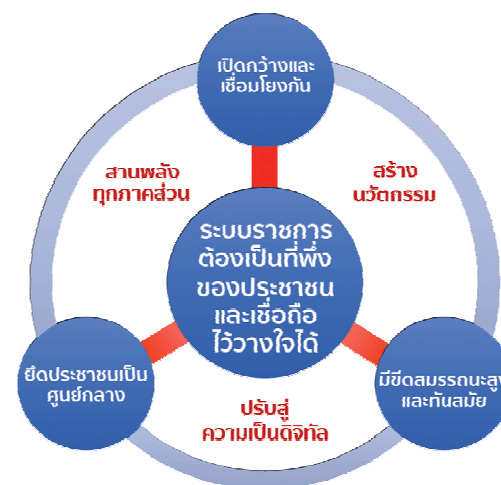 เปิดกว้างและ
เชื่อมโยงกัน
สานพลัง
ทุกภาคส่วน
สร้าง
นวัตกรรม
ระบบราชการ
ต้องเป็นที่พึ่ง
ของประชาชน
และเชื่อถือ
ไว้วางใจได้
ยึดประชาชนเป็น
ศูนย์กลาง
มีขีดสมรรถนะสูง
และทันสมัย
ปรับสู่
ความเป็นดิจิทัล